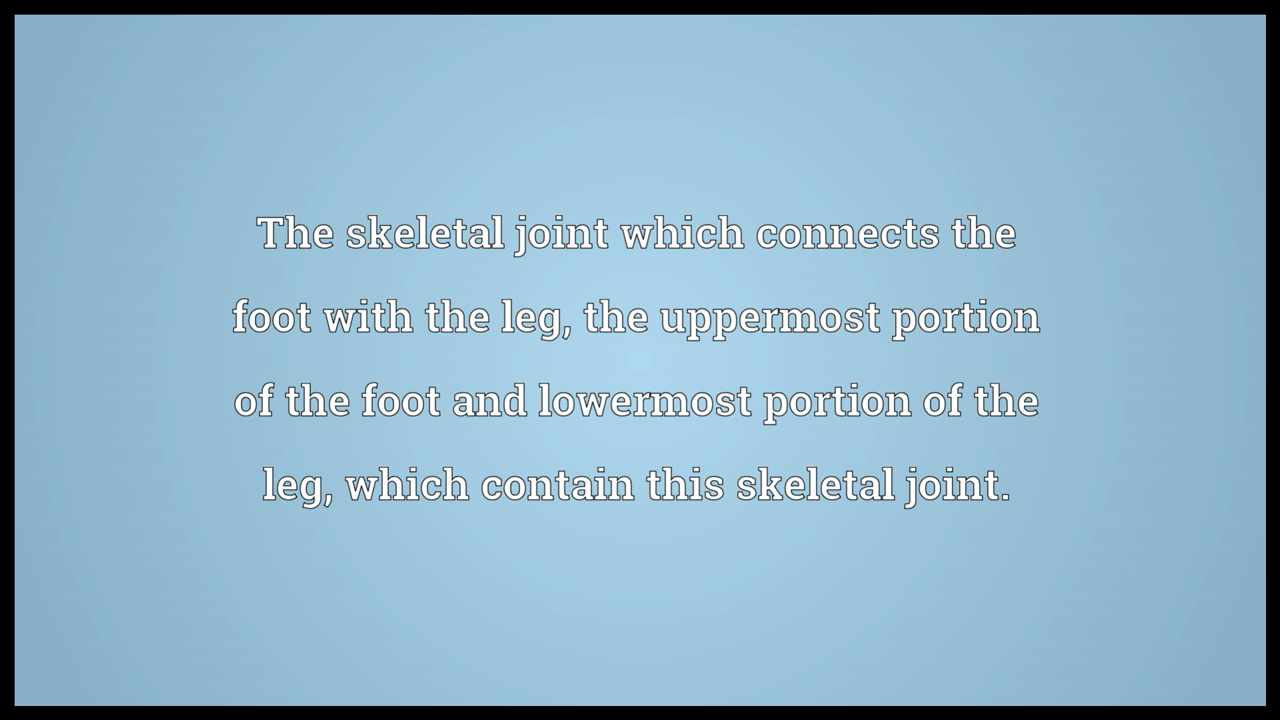 The skeletal joint which connects the
foot with the leg, the uppermost portion
of the foot and lowermost portion of the
leg, which contain this skeletal joint.